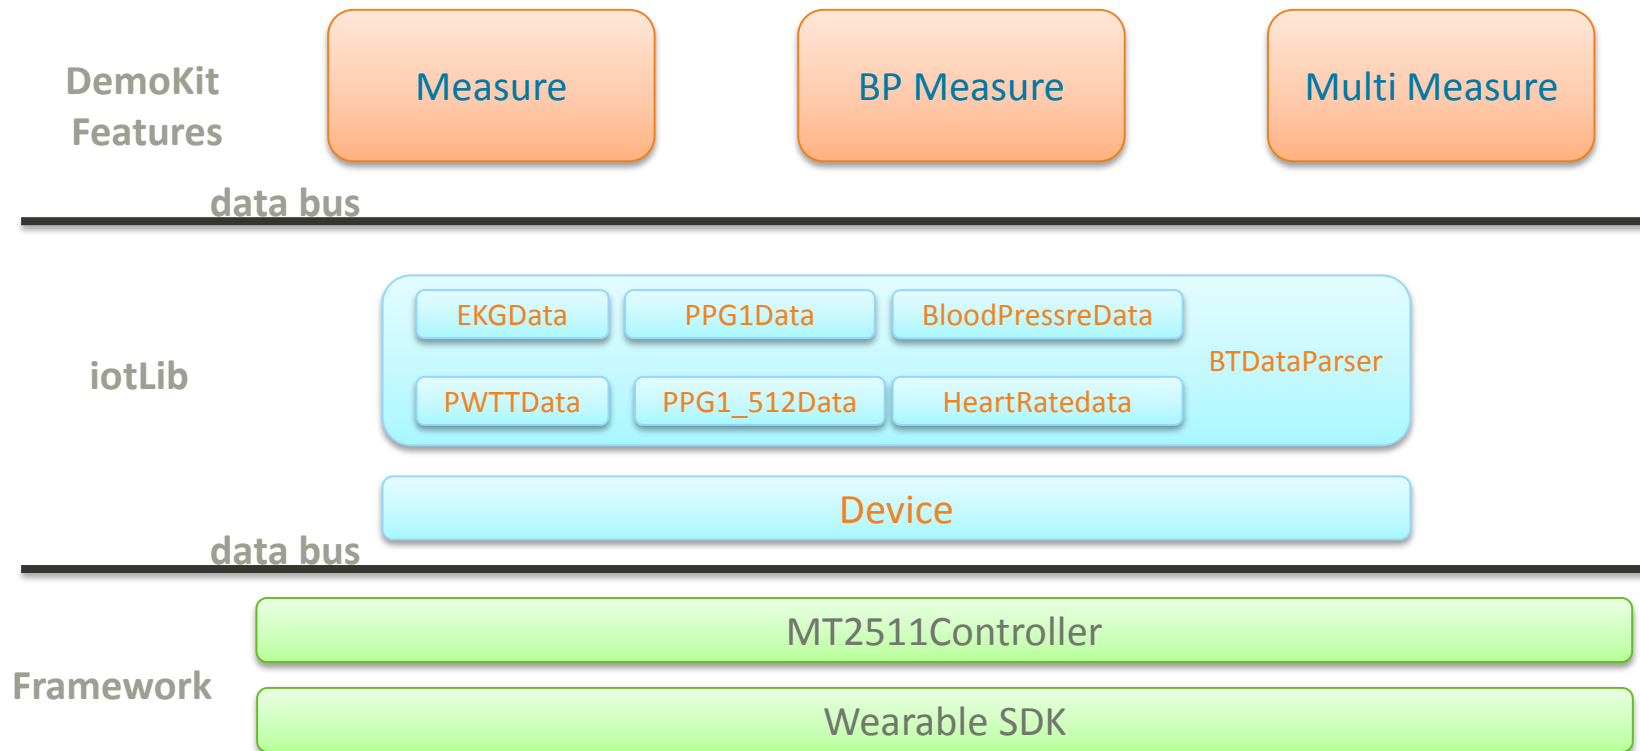 DemoKit
Features
Measure
BP Measure
Multi Measure
data bus
iotLib
EKGData
PPG1Data
BloodPressreData
PWTTData
PPG1_512Data
HeartRatedata
BTDataParser
Device
data bus
Framework
MT2511Controller
Wearable SDK